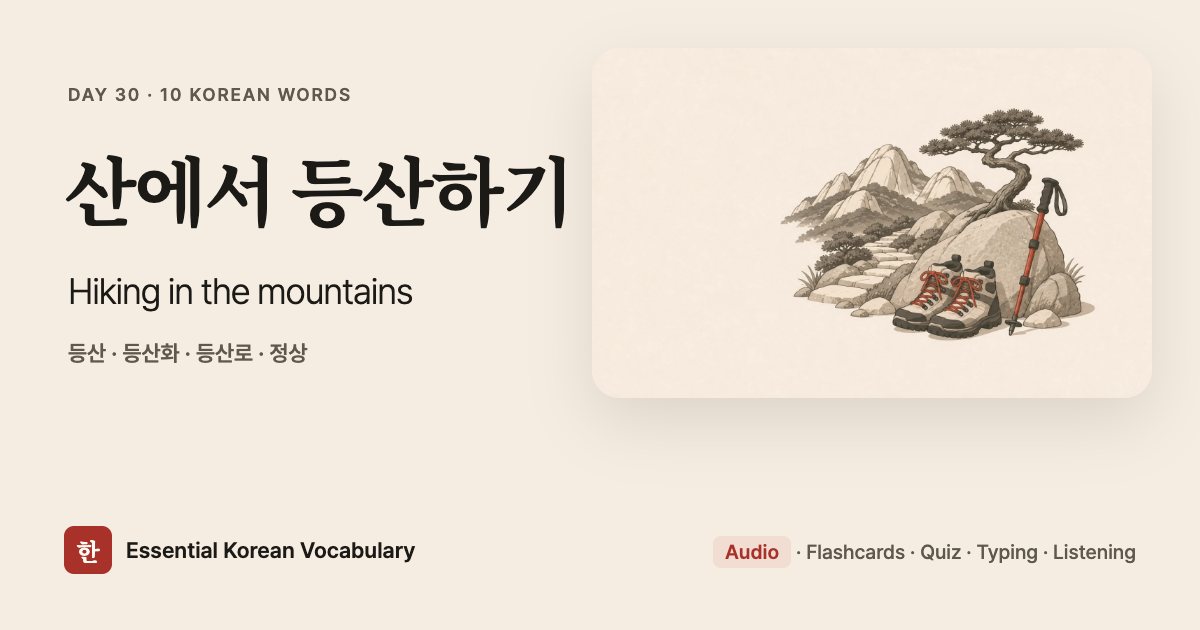 DAY 30 · 10 KOREAN WORDS
산에서 등산하기
Hiking in the mountains
등산 · 등산화 · 등산로 · 정상
한 Essential Korean Vocabulary
Audio · Flashcards · Quiz · Typing · Listening